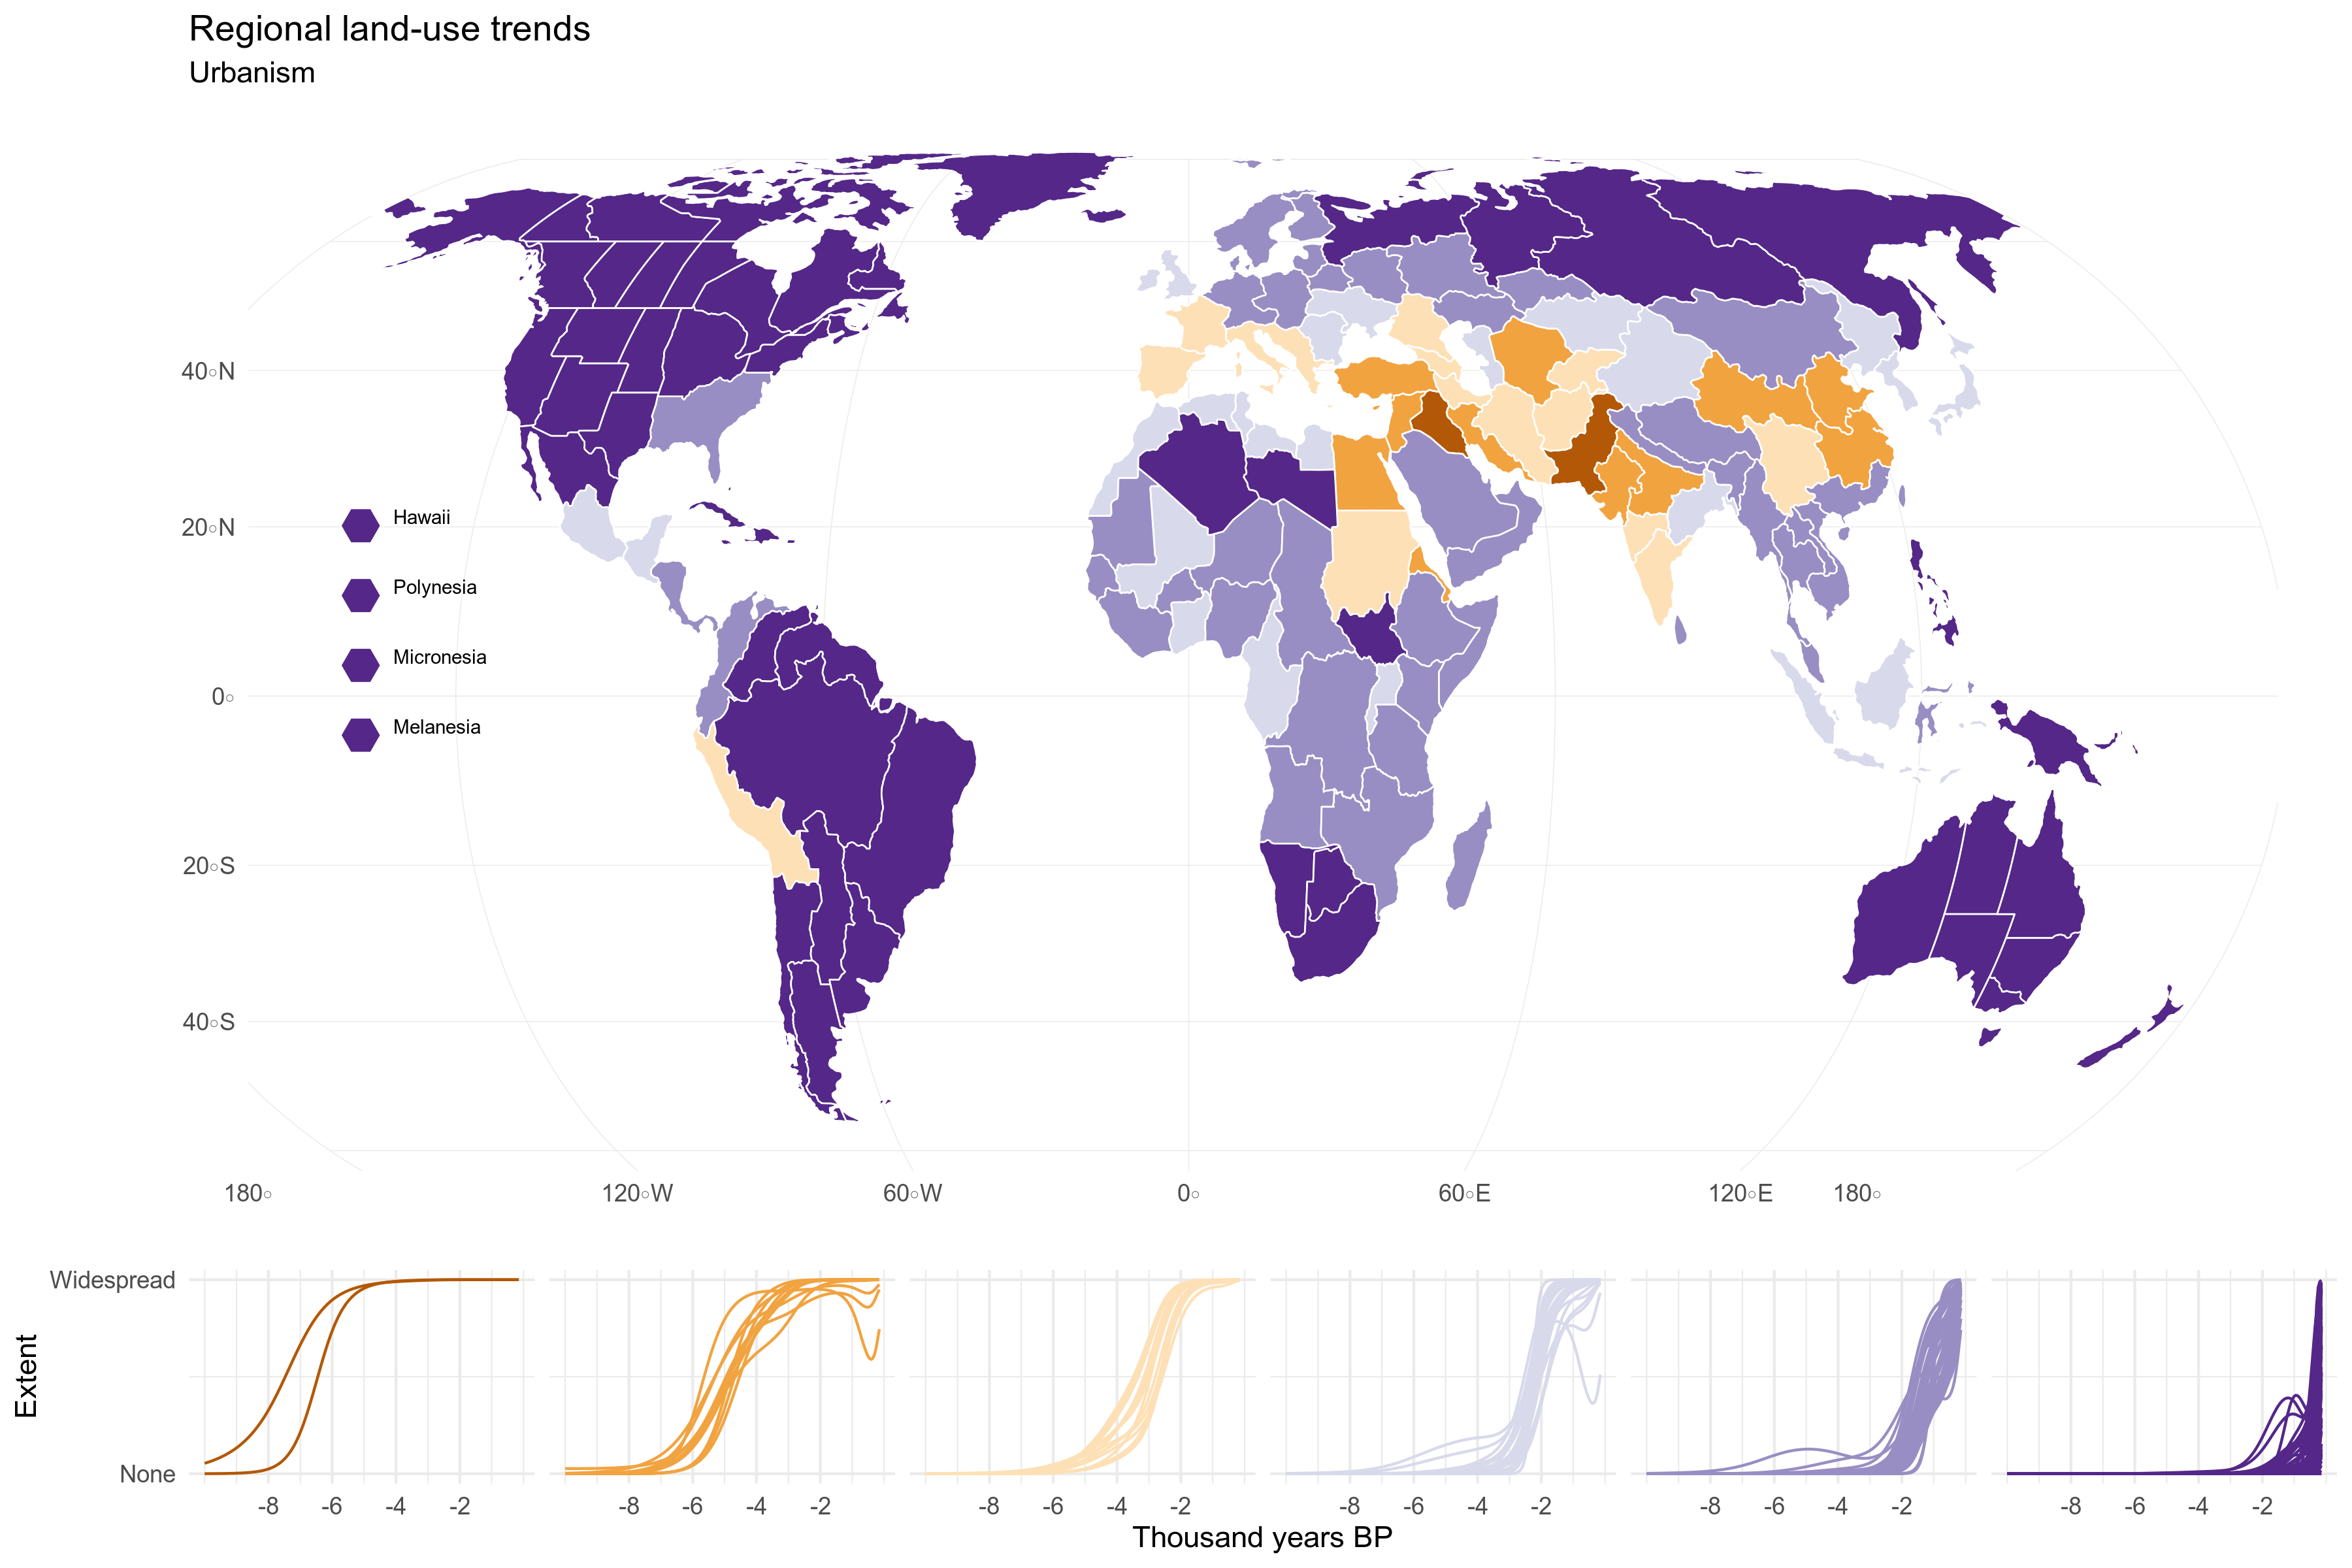 Regional land-use trends
Urbanism
40°N
20°N
0°
20°S
40°S
Hawaii
Polynesia
Micronesia
Melanesia
180° 120°W 60°W 0° 60°E 120°E 180°
Extent
Widespread
None
-8 -6 -4 -2 -8 -6 -4 -2 -8 -6 -4 -2 -8 -6 -4 -2 -8 -6 -4 -2 -8 -6 -4 -2
Thousand years BP